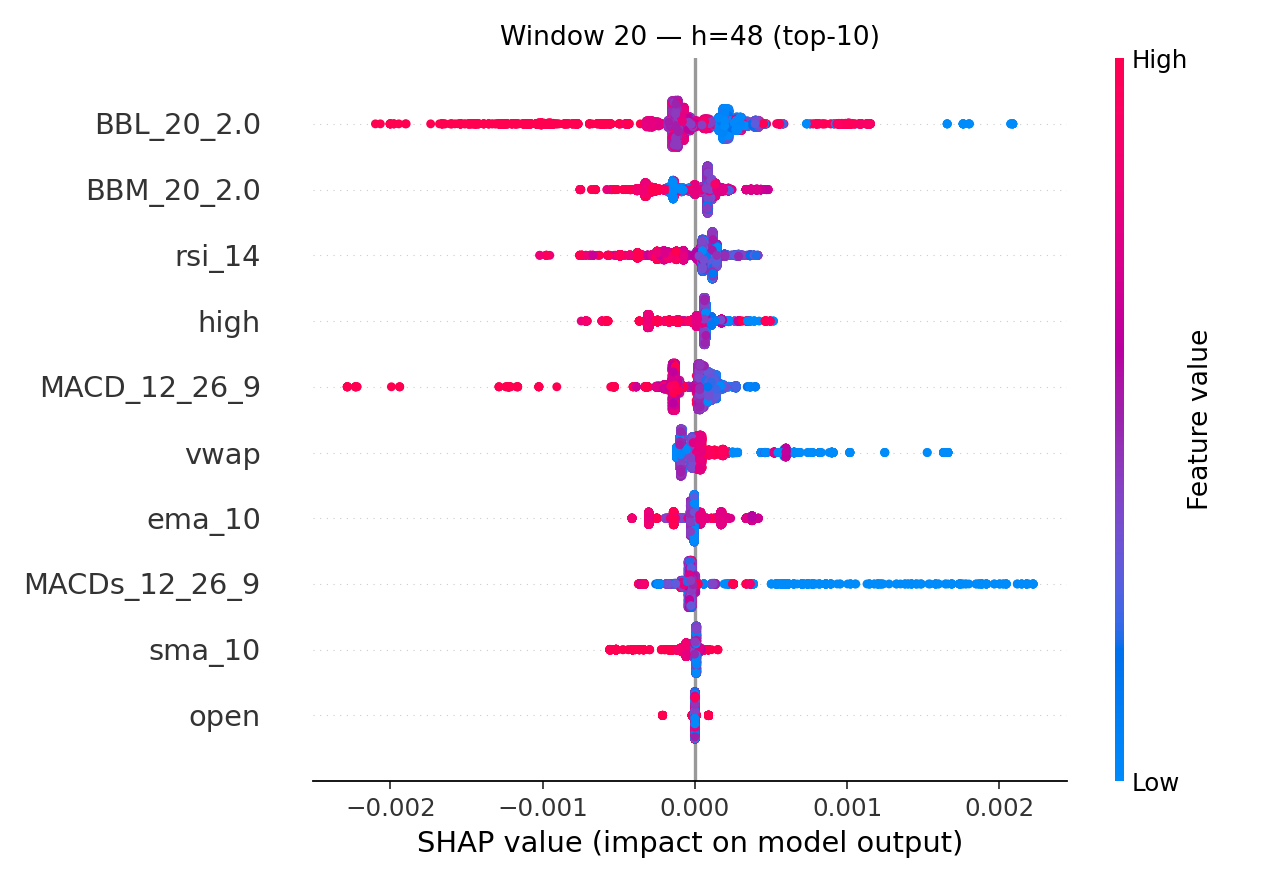 Window 20 — h=48 (top-10)
High
BBL_20_2.0
BBM_20_2.0
rsi_14
high
MACD_12_26_9
vwap
ema_10
MACDs_12_26_9
sma_10
open
Feature value
Low
−0.002 −0.001 0.000 0.001 0.002
SHAP value (impact on model output)